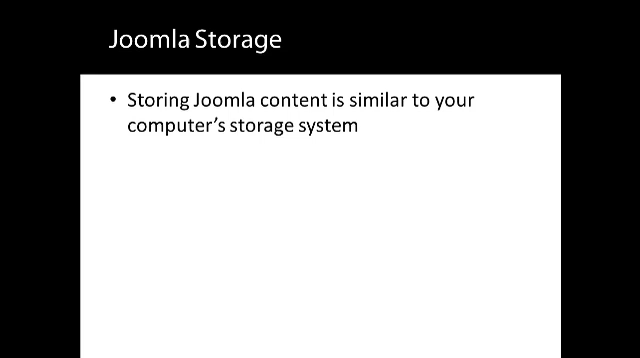 Joomla Storage
• Storing Joomla content is similar to your
computer’s storage system